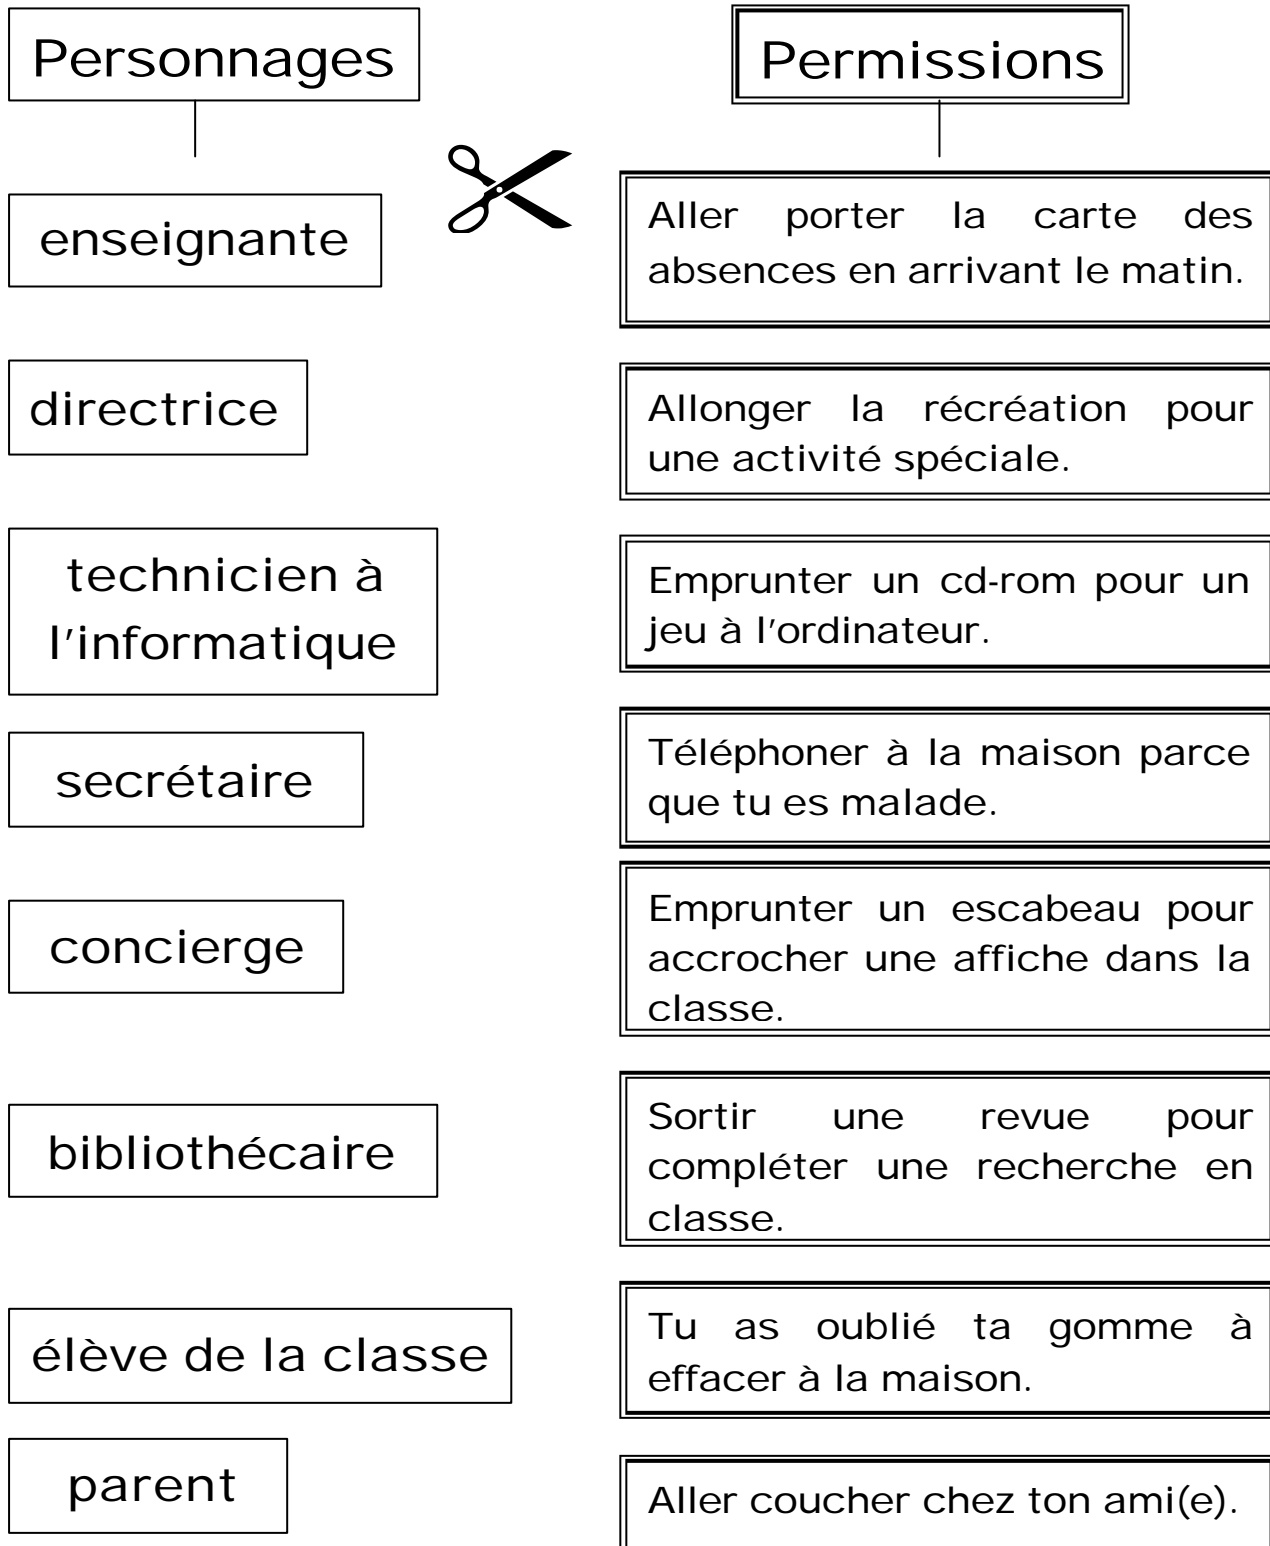 Personnages
Permissions
enseignante
Aller porter la carte des
absences en arrivant le matin.
directrice
Allonger la récréation pour
une activité spéciale.
technicien à
l'informatique
Emprunter un cd-rom pour un
jeu à l'ordinateur.
secrétaire
Téléphoner à la maison parce
que tu es malade.
concierge
Emprunter un escabeau pour
accrocher une affiche dans la
classe.
bibliothécaire
Sortir une revue pour
compléter une recherche en
classe.
élève de la classe
Tu as oublié ta gomme à
effacer à la maison.
parent
Aller coucher chez ton ami(e).